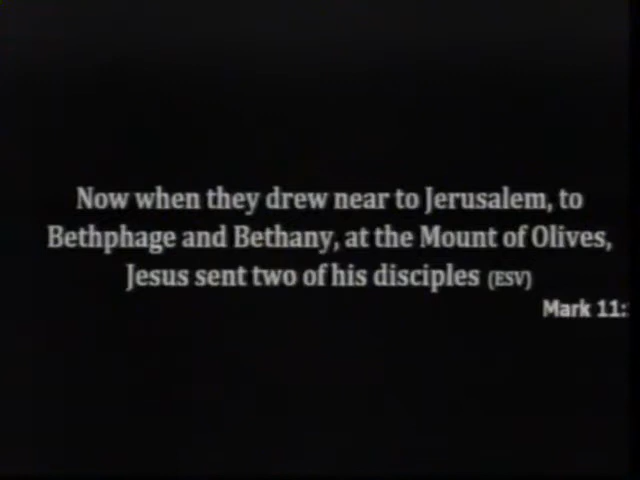 Now when they drew near to Jerusalem, to
Bethphage and Bethany, at the Mount of Olives,
Jesus sent two of his disciples (ESV)
Mark 11: